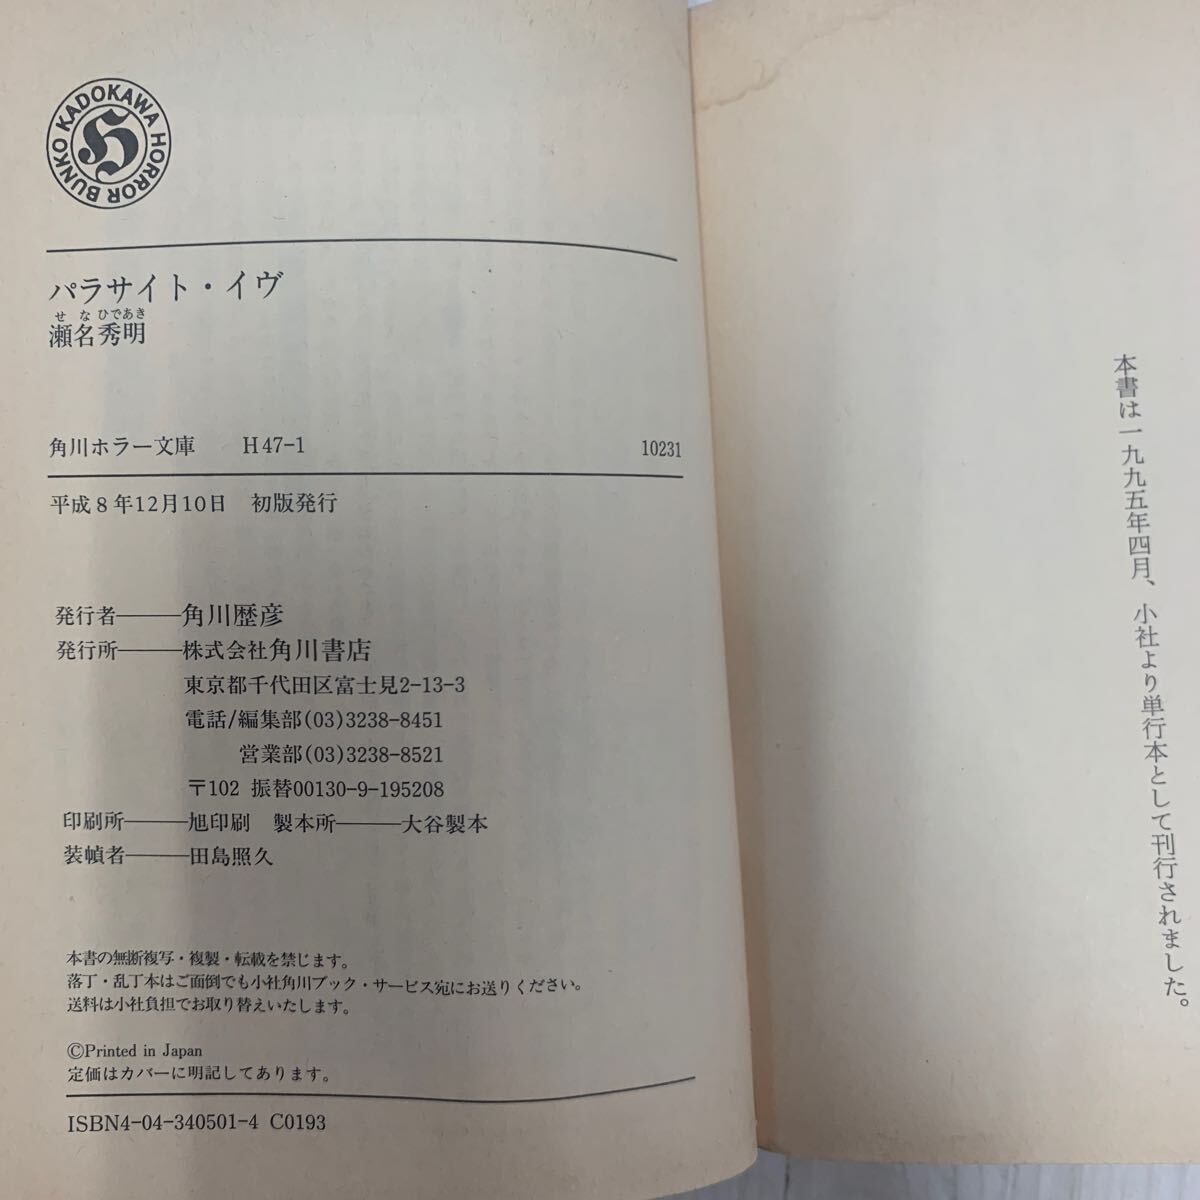 KADOKAWA HORROR BUNKO
H
パラサイト・イヴ
せ な ひであき
瀬名秀明
角川ホラー文庫 H47-1 10231
平成8年12月10日 初版発行
発行者――角川歴彦
発行所――株式会社角川書店
東京都千代田区富士見2-13-3
電話/編集部(03)3238-8451
営業部(03)3238-8521
〒102 振替00130-9-195208
印刷所――旭印刷 製本所――大谷製本
装幀者――田島照久
本書の無断複写・複製・転載を禁じます。
落丁・乱丁本はご面倒でも小社角川ブック・サービス宛にお送りください。
送料は小社負担でお取り替えいたします。
©Printed in Japan
定価はカバーに明記してあります。
ISBN4-04-340501-4 C0193
本書は一九九五年四月、小社より単行本として刊行されました。